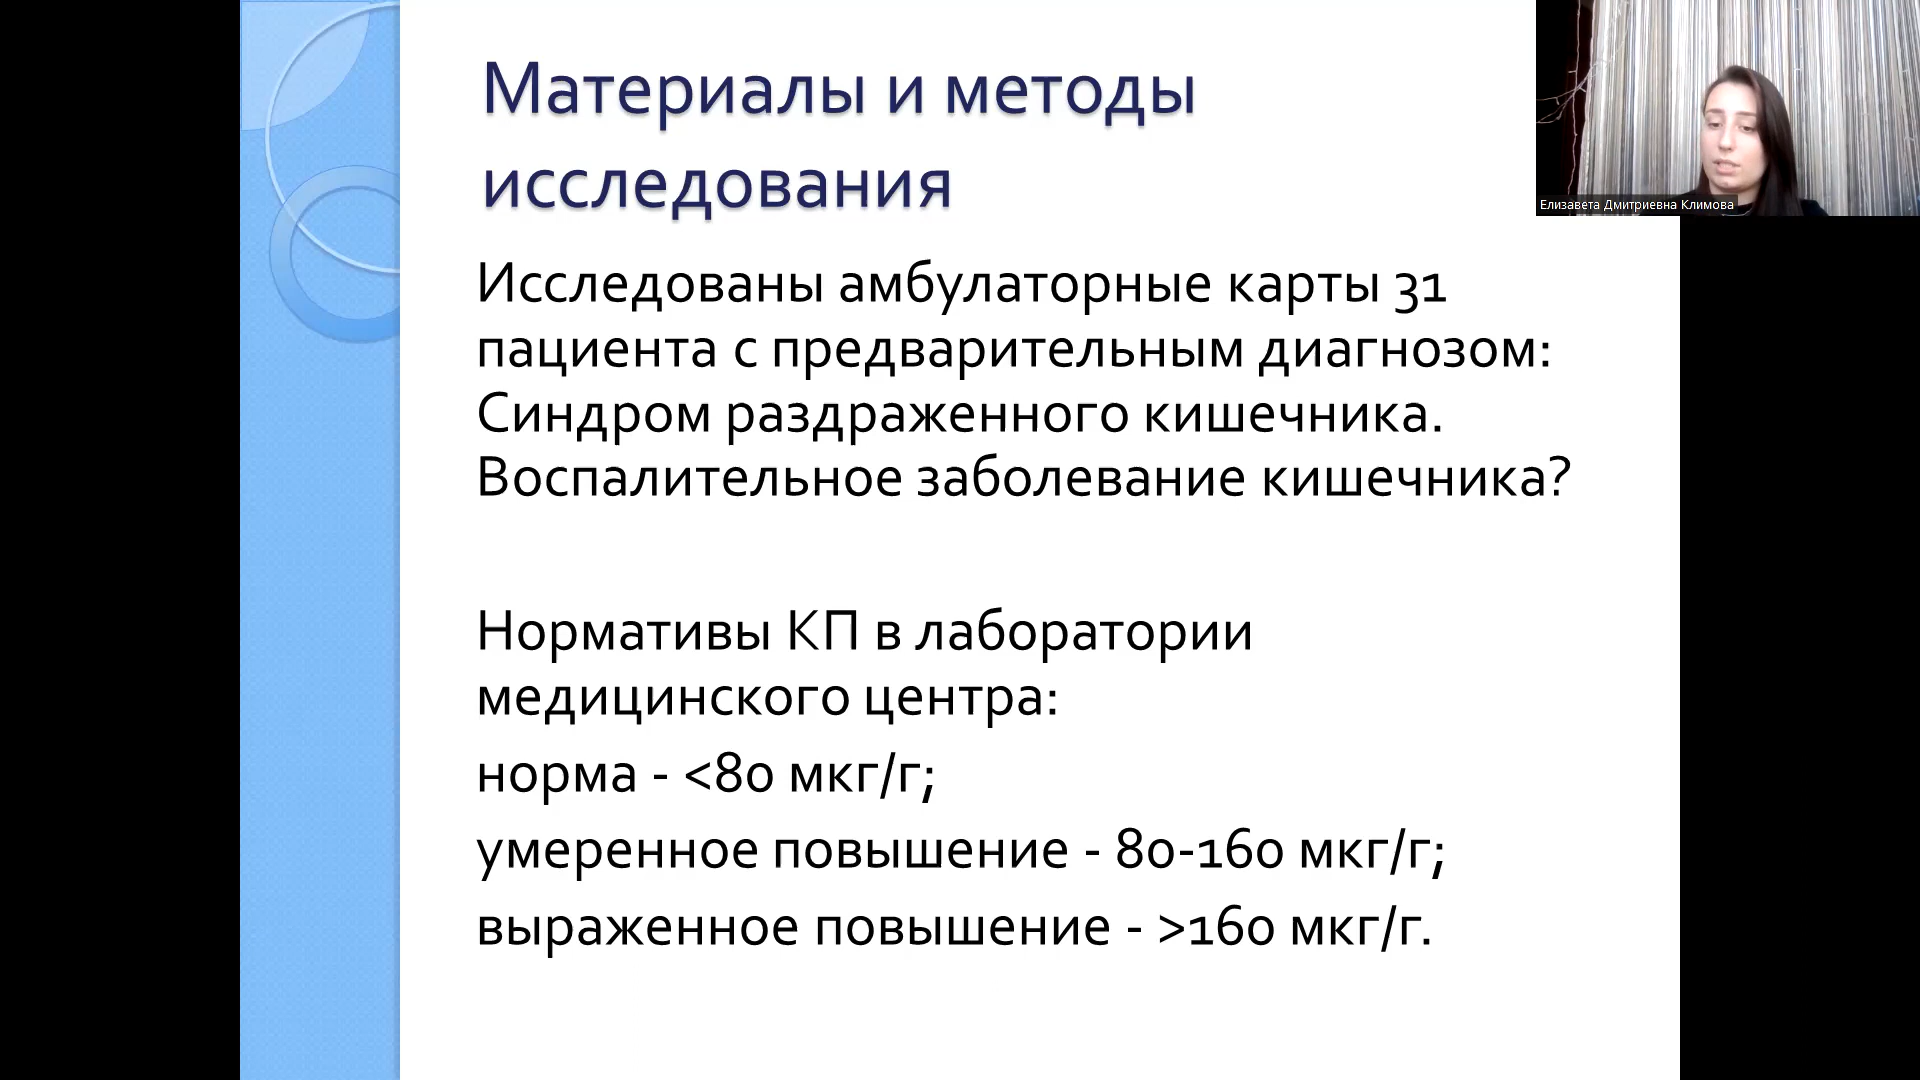 Материалы и методы
исследования
Елизавета Дмитриевна Климова
Исследованы амбулаторные карты 31
пациента с предварительным диагнозом:
Синдром раздраженного кишечника.
Воспалительное заболевание кишечника?
Нормативы КП в лаборатории
медицинского центра:
норма - <80 мкг/г;
умеренное повышение - 80-160 мкг/г;
выраженное повышение - >160 мкг/г.